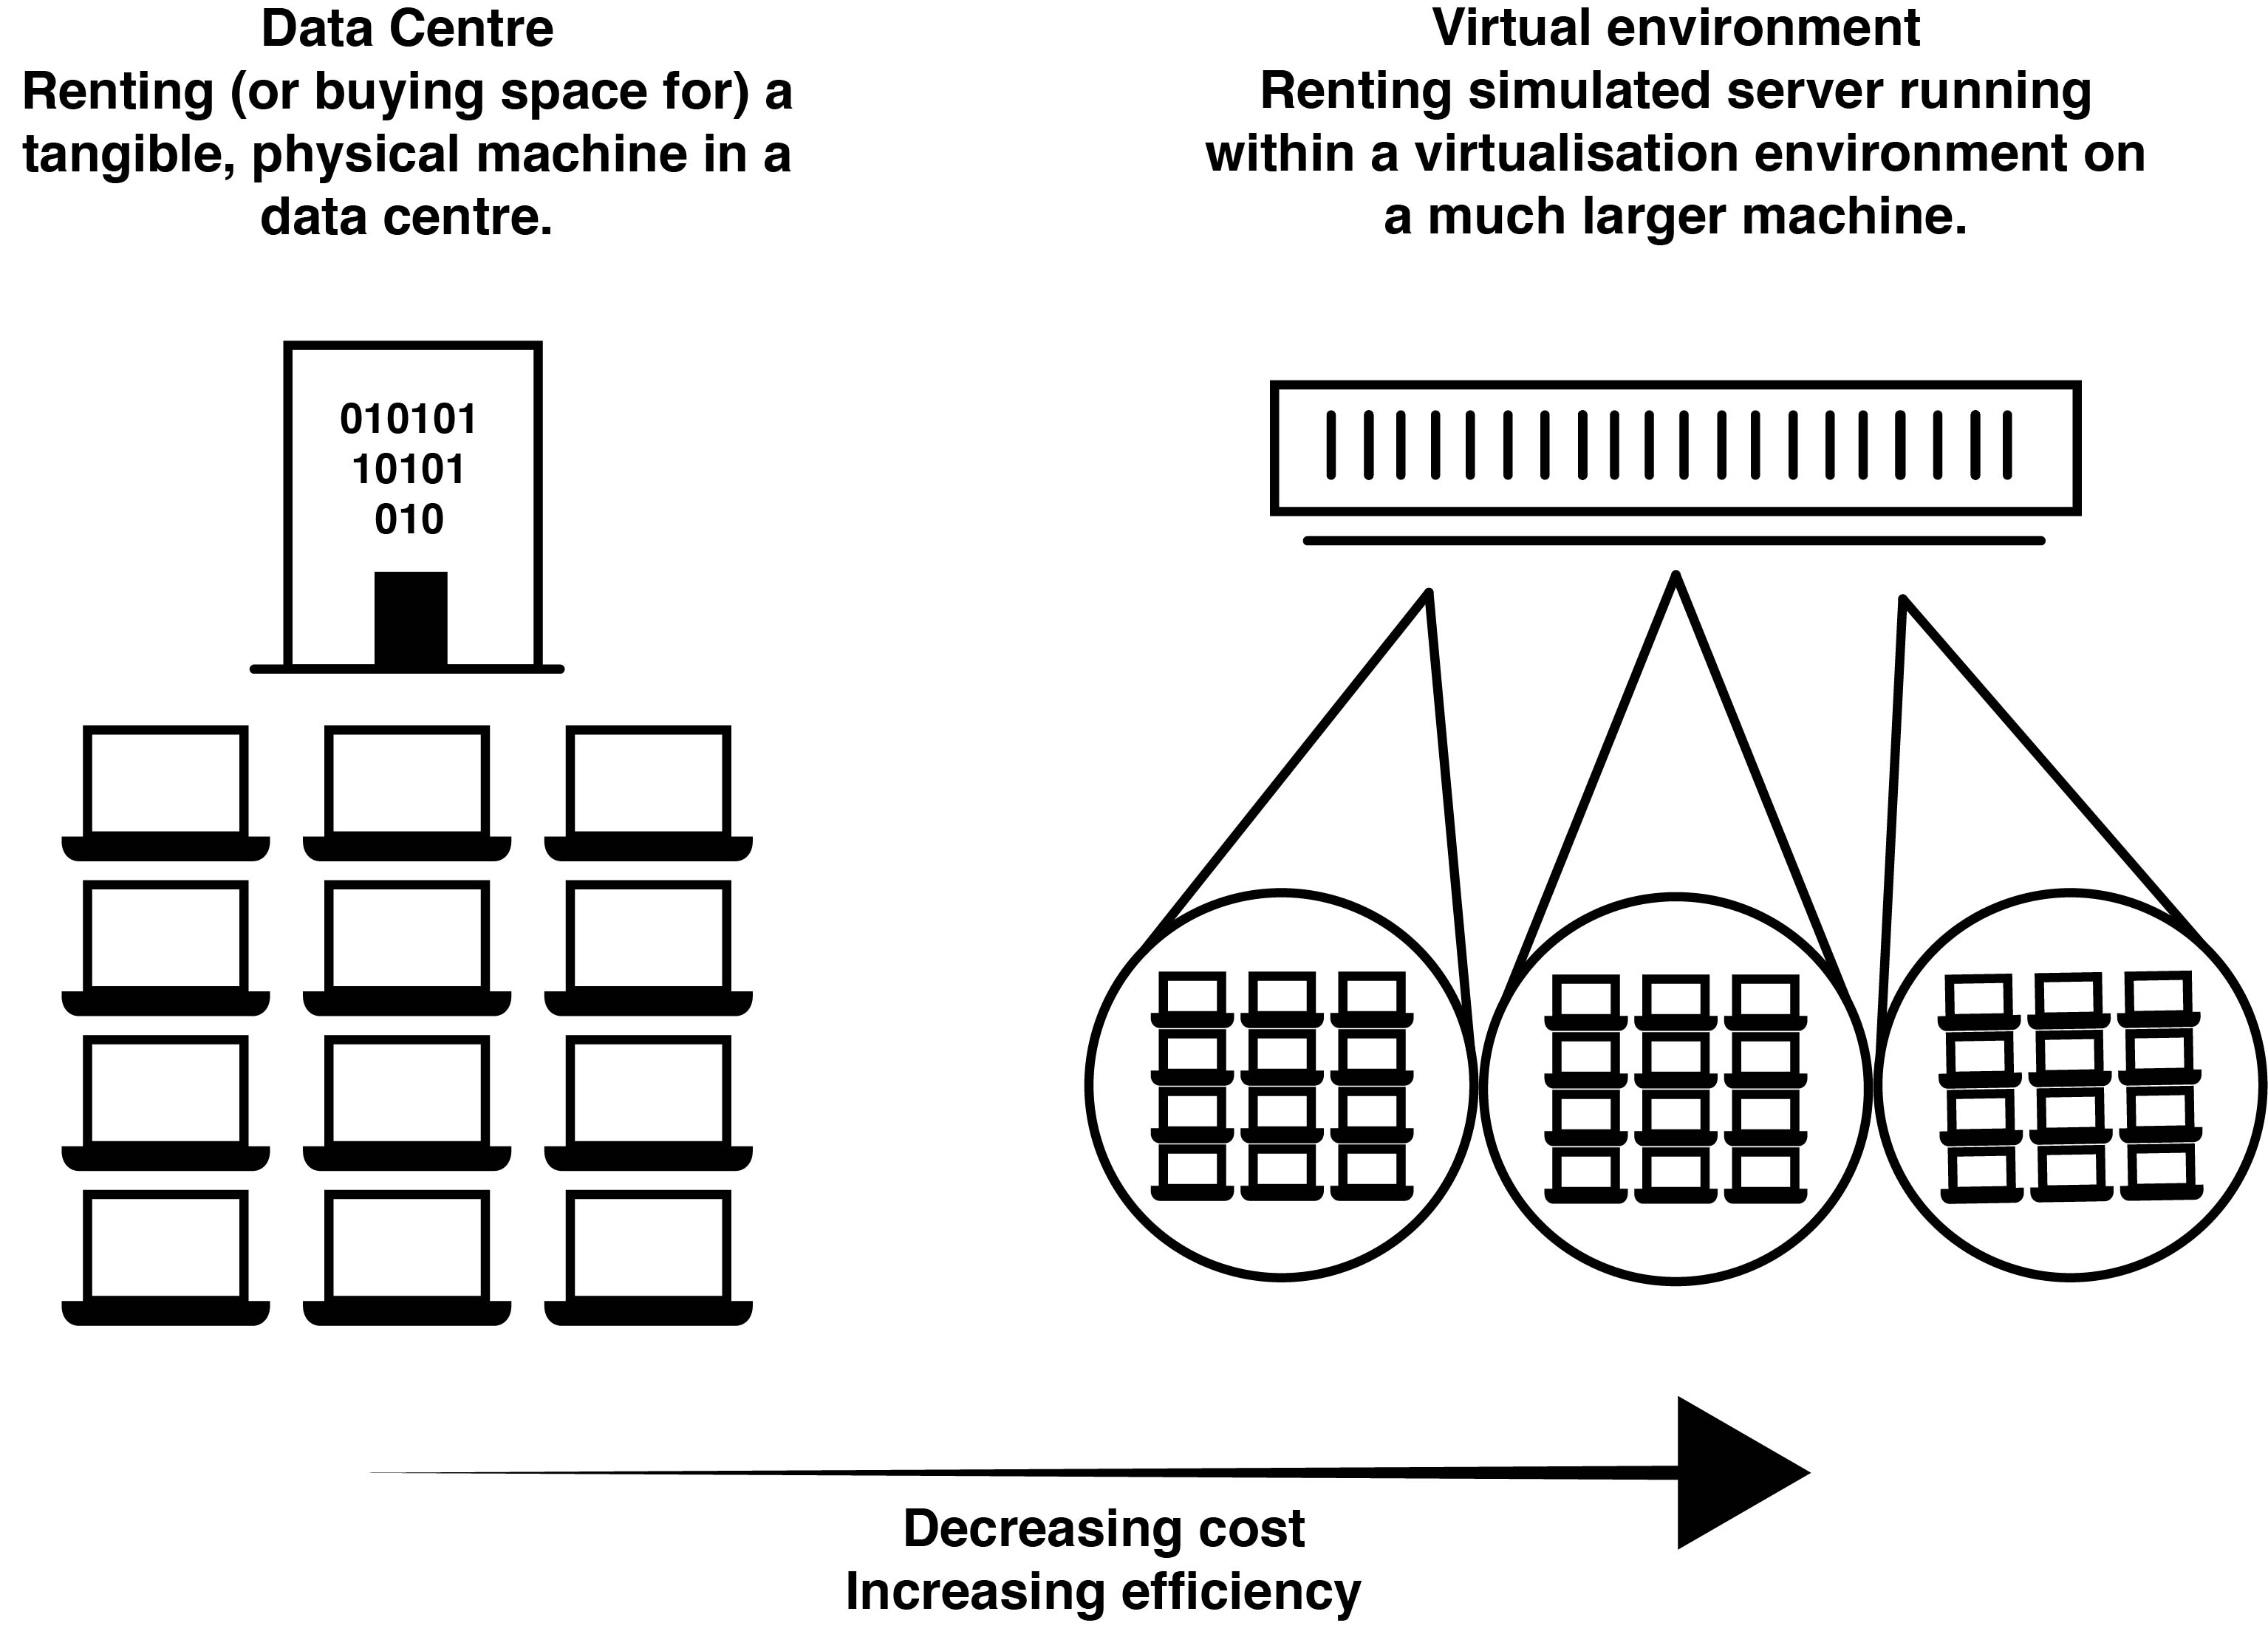 Data Centre
Renting (or buying space for) a
tangible, physical machine in a
data centre.
Virtual environment
Renting simulated server running
within a virtualisation environment on
a much larger machine.
010101
10101
010
Decreasing cost
Increasing efficiency